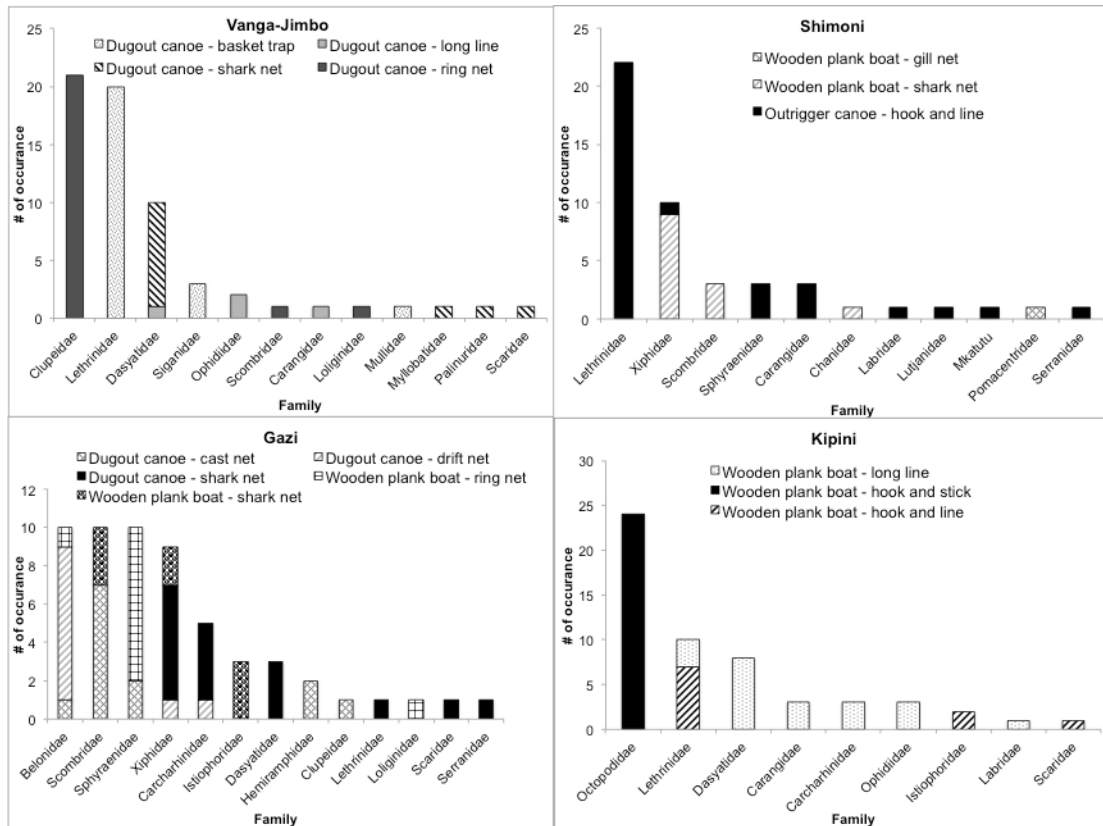 Vanga-Jimbo
Dugout canoe - basket trap
Dugout canoe - long line
Dugout canoe - shark net
Dugout canoe - ring net
# of occurance
25
20
15
10
5
0
Clupeidae
Lethrinidae
Dasyatidae
Siganidae
Ophidiidae
Scombridae
Carangidae
Loliginidae
Mullidae
Myllobatidae
Palinuridae
Scaridae
Family
Shimoni
Wooden plank boat - gill net
Wooden plank boat - shark net
Outrigger canoe - hook and line
# of occurance
25
20
15
10
5
0
Lethrinidae
Xiphidae
Scombridae
Sphyraenidae
Carangidae
Chanidae
Labridae
Lutjanidae
Mkatutu
Pomacentridae
Serranidae
Family
Gazi
Dugout canoe - cast net
Dugout canoe - drift net
Dugout canoe - shark net
Wooden plank boat - ring net
Wooden plank boat - shark net
# of occurance
12
10
8
6
4
2
0
Belonidae
Scombridae
Sphyraenidae
Xiphidae
Carcharhinidae
Istiophoridae
Dasyatidae
Hemiramphidae
Clupeidae
Lethrinidae
Loliginidae
Scaridae
Serranidae
Family
Kipini
Wooden plank boat - long line
Wooden plank boat - hook and stick
Wooden plank boat - hook and line
# of occurance
30
25
20
15
10
5
0
Octopodidae
Lethrinidae
Dasyatidae
Carangidae
Carcharhinidae
Ophidiidae
Istiophoridae
Labridae
Scaridae
Family